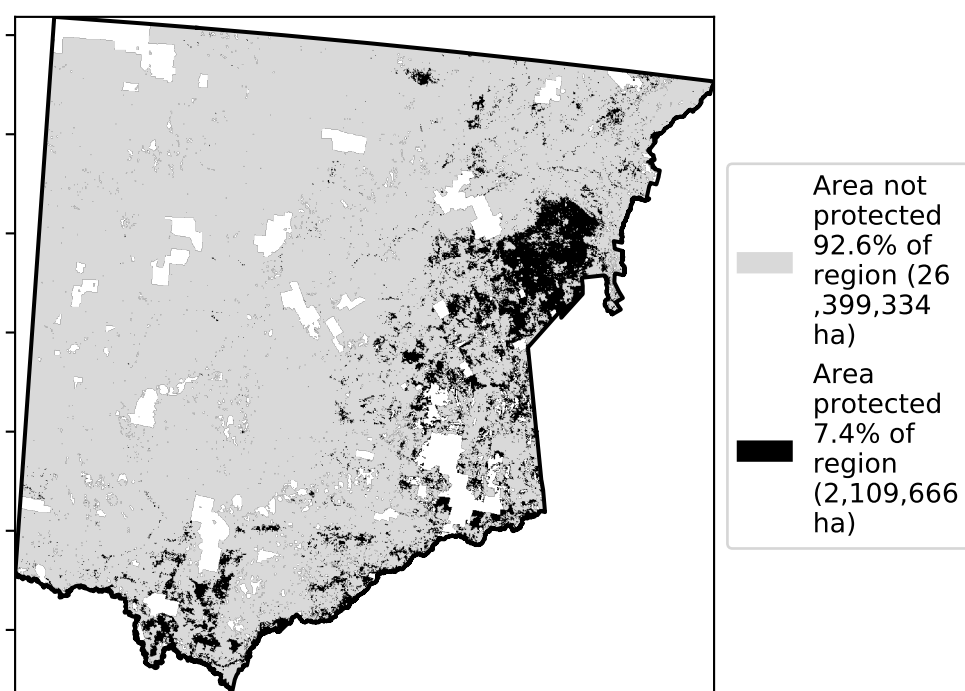 Area not
protected
92.6% of
region (26
,399,334
ha)
Area
protected
7.4% of
region
(2,109,666
ha)